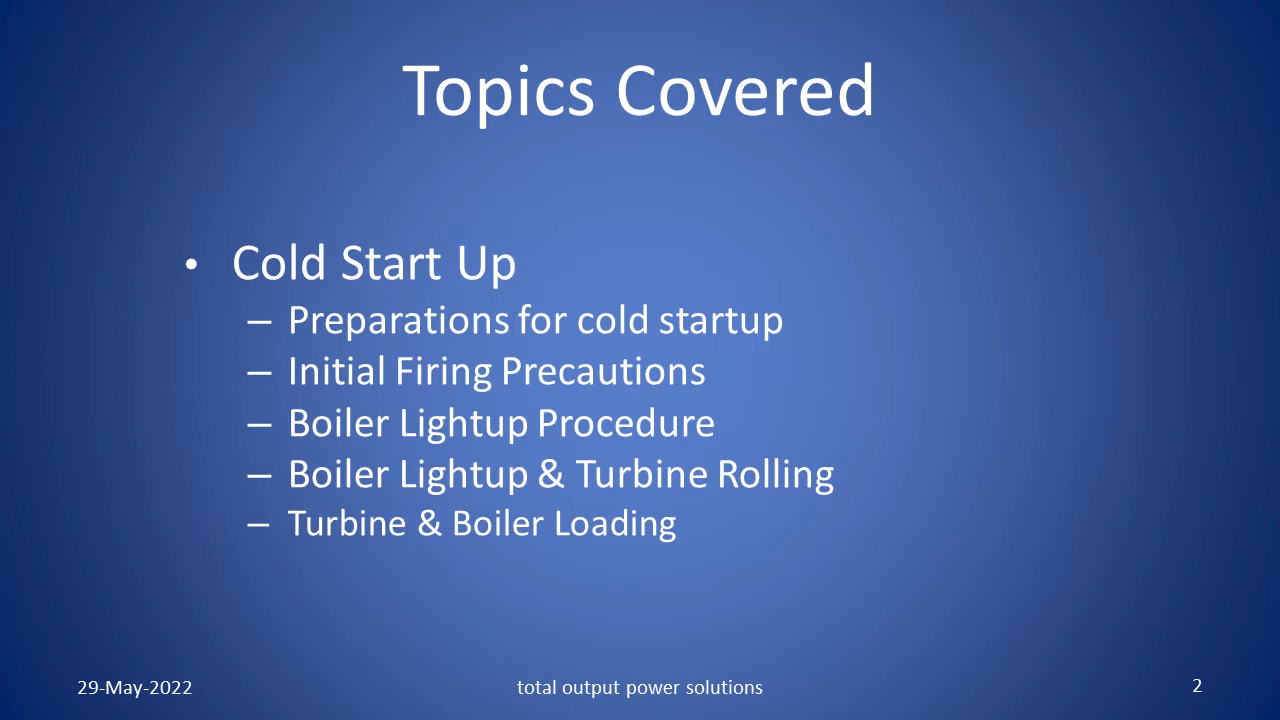 Topics Covered
• Cold Start Up
– Preparations for cold startup
– Initial Firing Precautions
– Boiler Lightup Procedure
– Boiler Lightup & Turbine Rolling
– Turbine & Boiler Loading
29-May-2022
total output power solutions
2